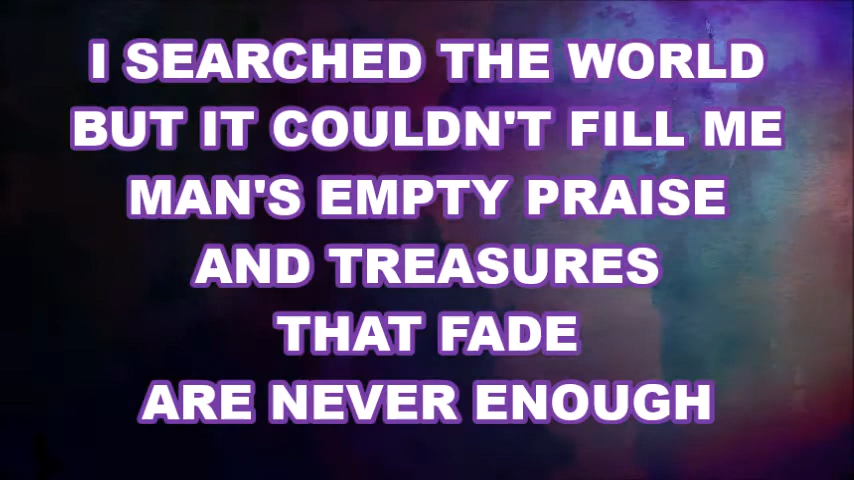 I SEARCHED THE WORLD
BUT IT COULDN'T FILL ME
MAN'S EMPTY PRAISE
AND TREASURES
THAT FADE
ARE NEVER ENOUGH